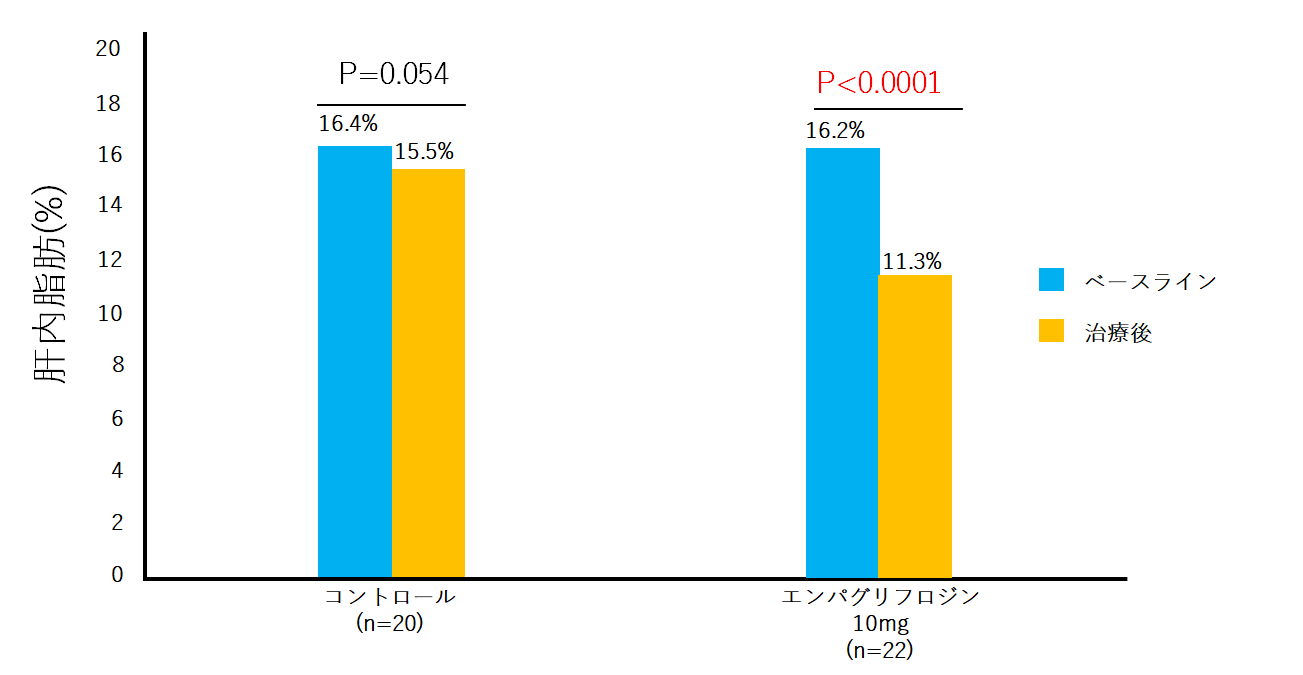 20
18
16
14
12
10
8
6
4
2
0
肝内脂肪(%)
P=0.054
16.4%
15.5%
コントロール
(n=20)
P<0.0001
16.2%
11.3%
エンパグリフロジン
10mg
(n=22)
ベースライン
治療後